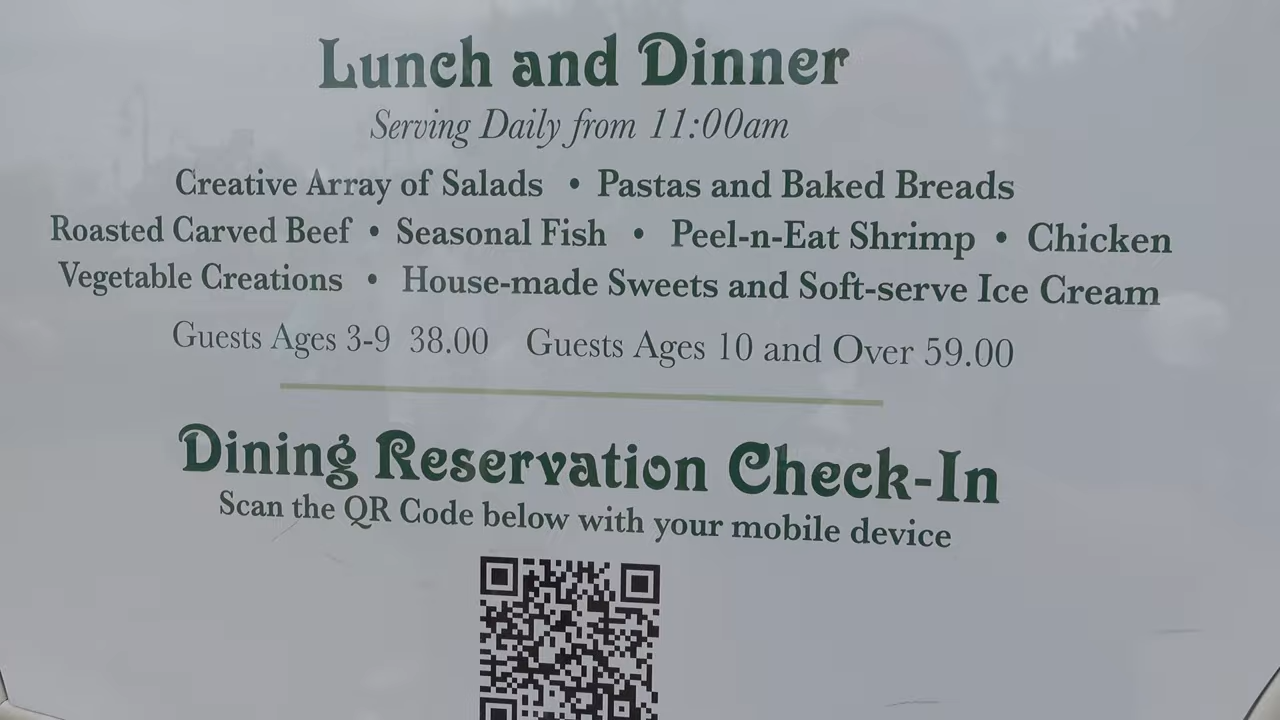 Lunch and Dinner
Serving Daily from 11:00am
Creative Array of Salads • Pastas and Baked Breads
Roasted Carved Beef • Seasonal Fish • Peel-n-Eat Shrimp • Chicken
Vegetable Creations • House-made Sweets and Soft-serve Ice Cream
Guests Ages 3-9 38.00 Guests Ages 10 and Over 59.00
Dining Reservation Check-In
Scan the QR Code below with your mobile device